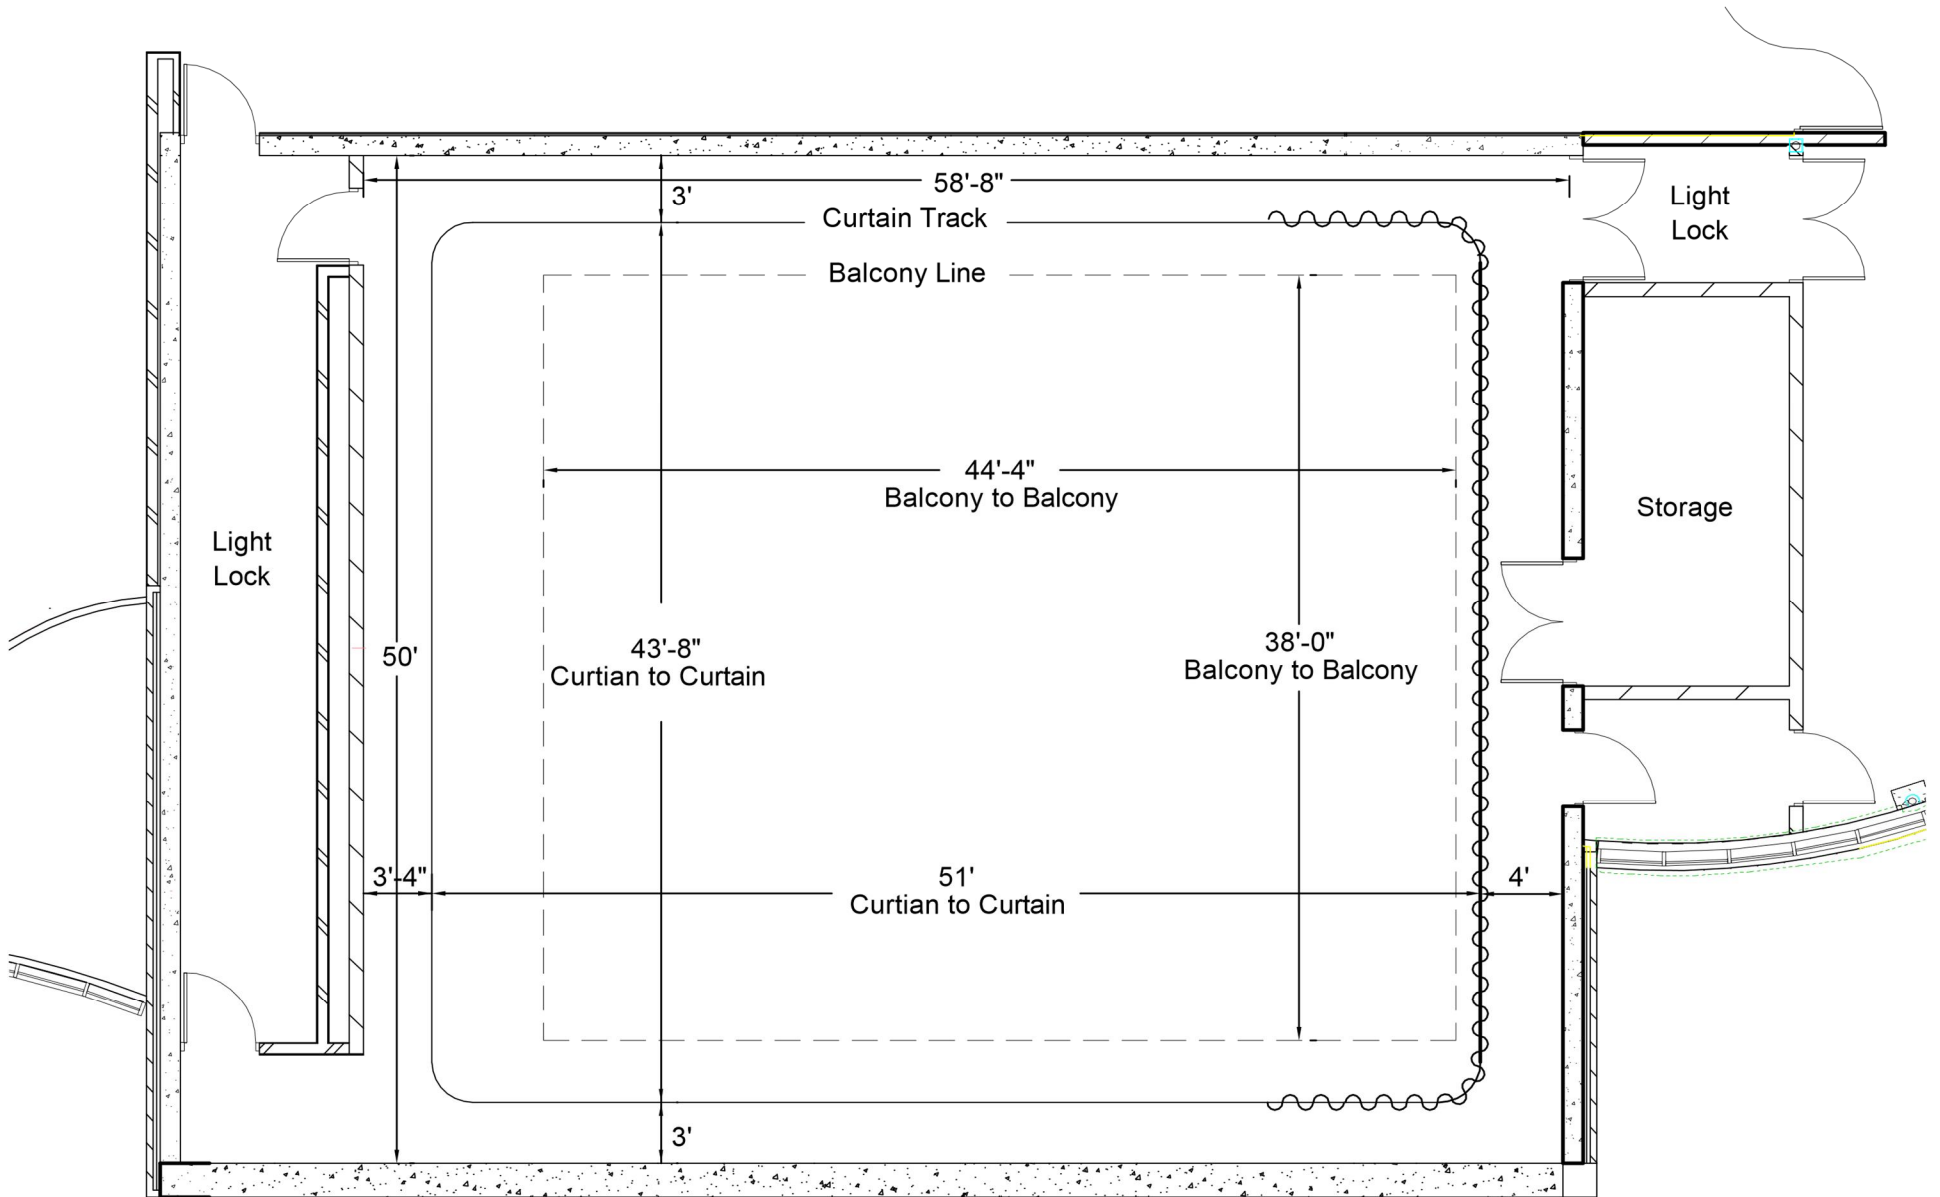 58'-8"
3'
Curtain Track
Light
Lock
Balcony Line
44'-4"
Balcony to Balcony
Storage
Light
Lock
50'
43'-8"
Curtian to Curtain
38'-0"
Balcony to Balcony
3'-4"
51'
Curtian to Curtain
4'
3'